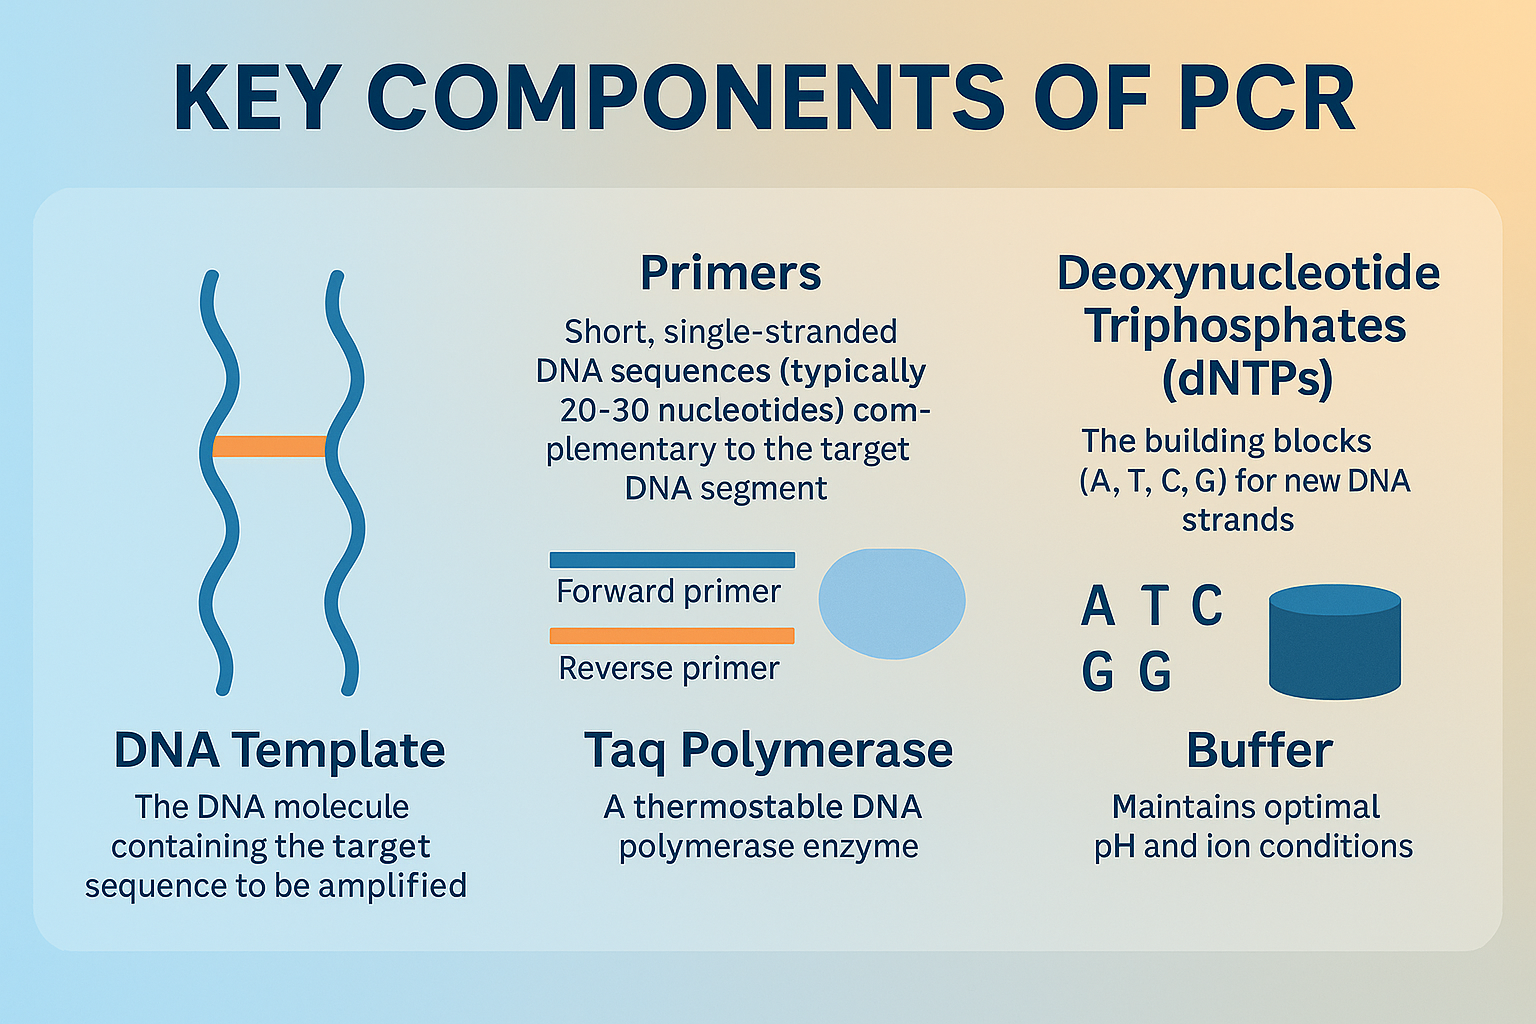 KEY COMPONENTS OF PCR
DNA Template
The DNA molecule
containing the target
sequence to be amplified
Primers
Short, single-stranded
DNA sequences (typically
20-30 nucleotides) com-
plementary to the target
DNA segment
Forward primer
Reverse primer
Taq Polymerase
A thermostable DNA
polymerase enzyme
Deoxynucleotide
Triphosphates
(dNTPs)
The building blocks
(A, T, C, G) for new DNA
strands
A T C
G G
Buffer
Maintains optimal
pH and ion conditions